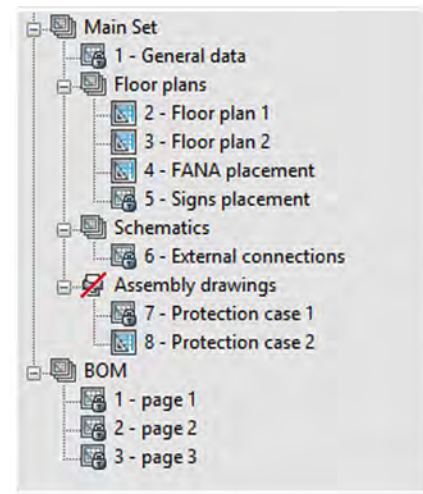 Main Set
1 - General data
Floor plans
2 - Floor plan 1
3 - Floor plan 2
4 - FANA placement
5 - Signs placement
Schematics
6 - External connections
Assembly drawings
7 - Protection case 1
8 - Protection case 2
BOM
1 - page 1
2 - page 2
3 - page 3